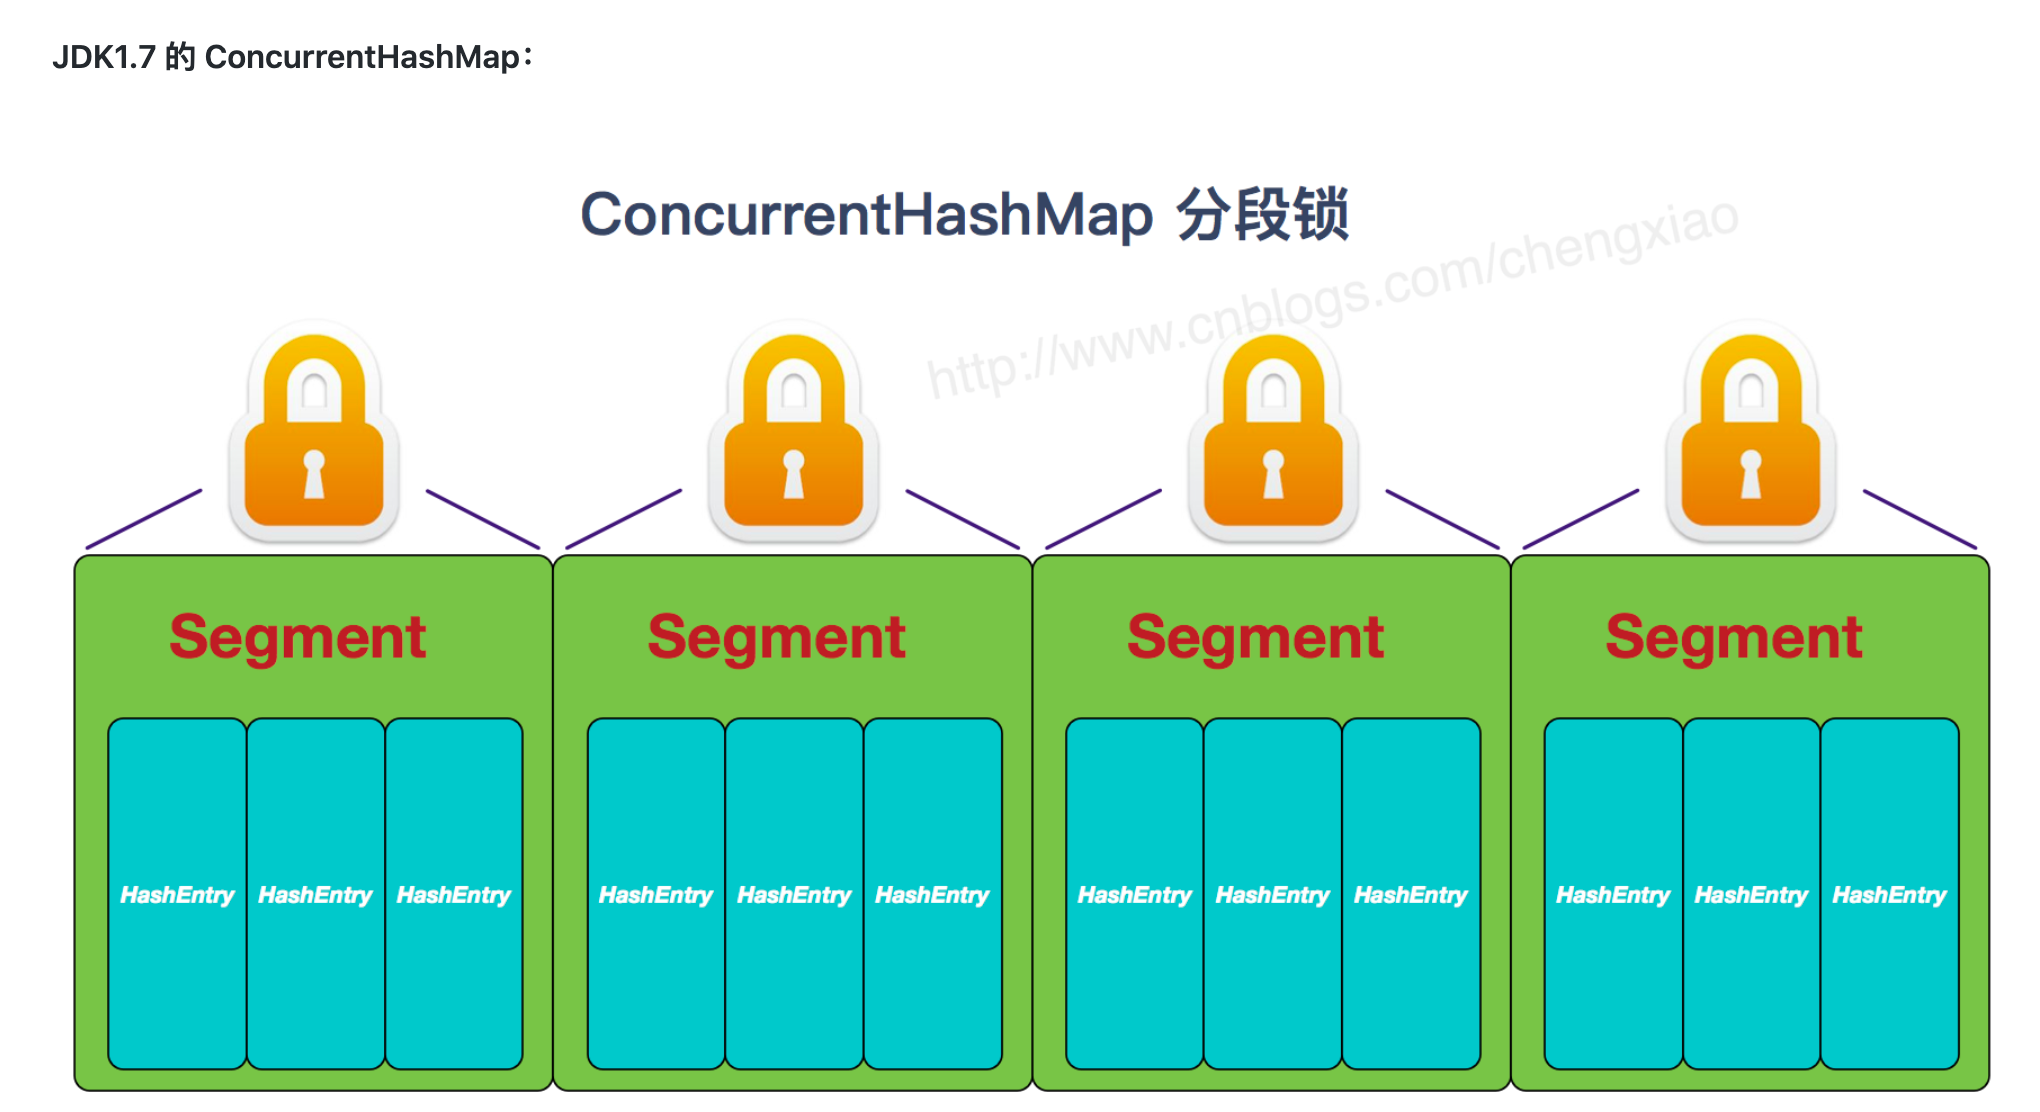 JDK1.7 的 ConcurrentHashMap：
ConcurrentHashMap 分段锁
http://www.cnblogs.com/chengxiao
Segment Segment Segment Segment
HashEntry HashEntry HashEntry HashEntry HashEntry HashEntry HashEntry HashEntry HashEntry HashEntry HashEntry HashEntry